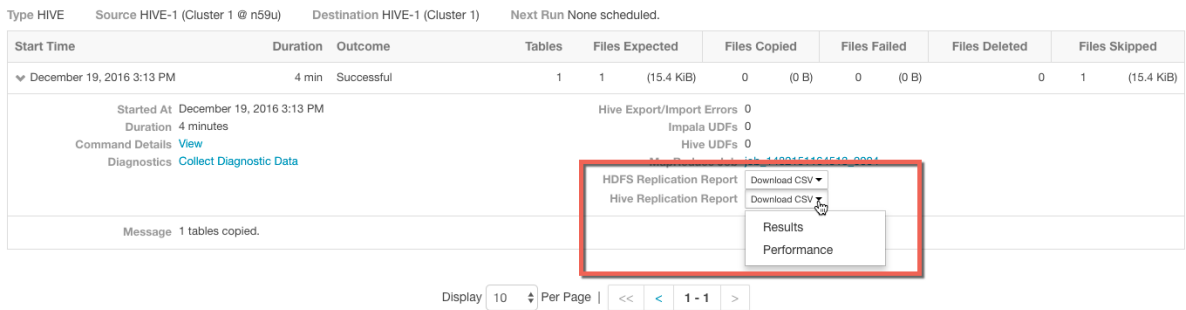 Type HIVE Source HIVE-1 (Cluster 1 @ n59u) Destination HIVE-1 (Cluster 1) Next Run None scheduled.
Start Time Duration Outcome Tables Files Expected Files Copied Files Failed Files Deleted Files Skipped
December 19, 2016 3:13 PM 4 min Successful 1 1 (15.4 KiB) 0 (0 B) 0 (0 B) 0 1 (15.4 KiB)
Started At December 19, 2016 3:13 PM Hive Export/Import Errors 0
Duration 4 minutes Impala UDFs 0
Command Details View Hive UDFs 0
Diagnostics Collect Diagnostic Data MapReduce Job
HDFS Replication Report Download CSV
Hive Replication Report Download CSV
Results
Message 1 tables copied.
Performance
Display 10 Per Page | << < 1 - 1 >